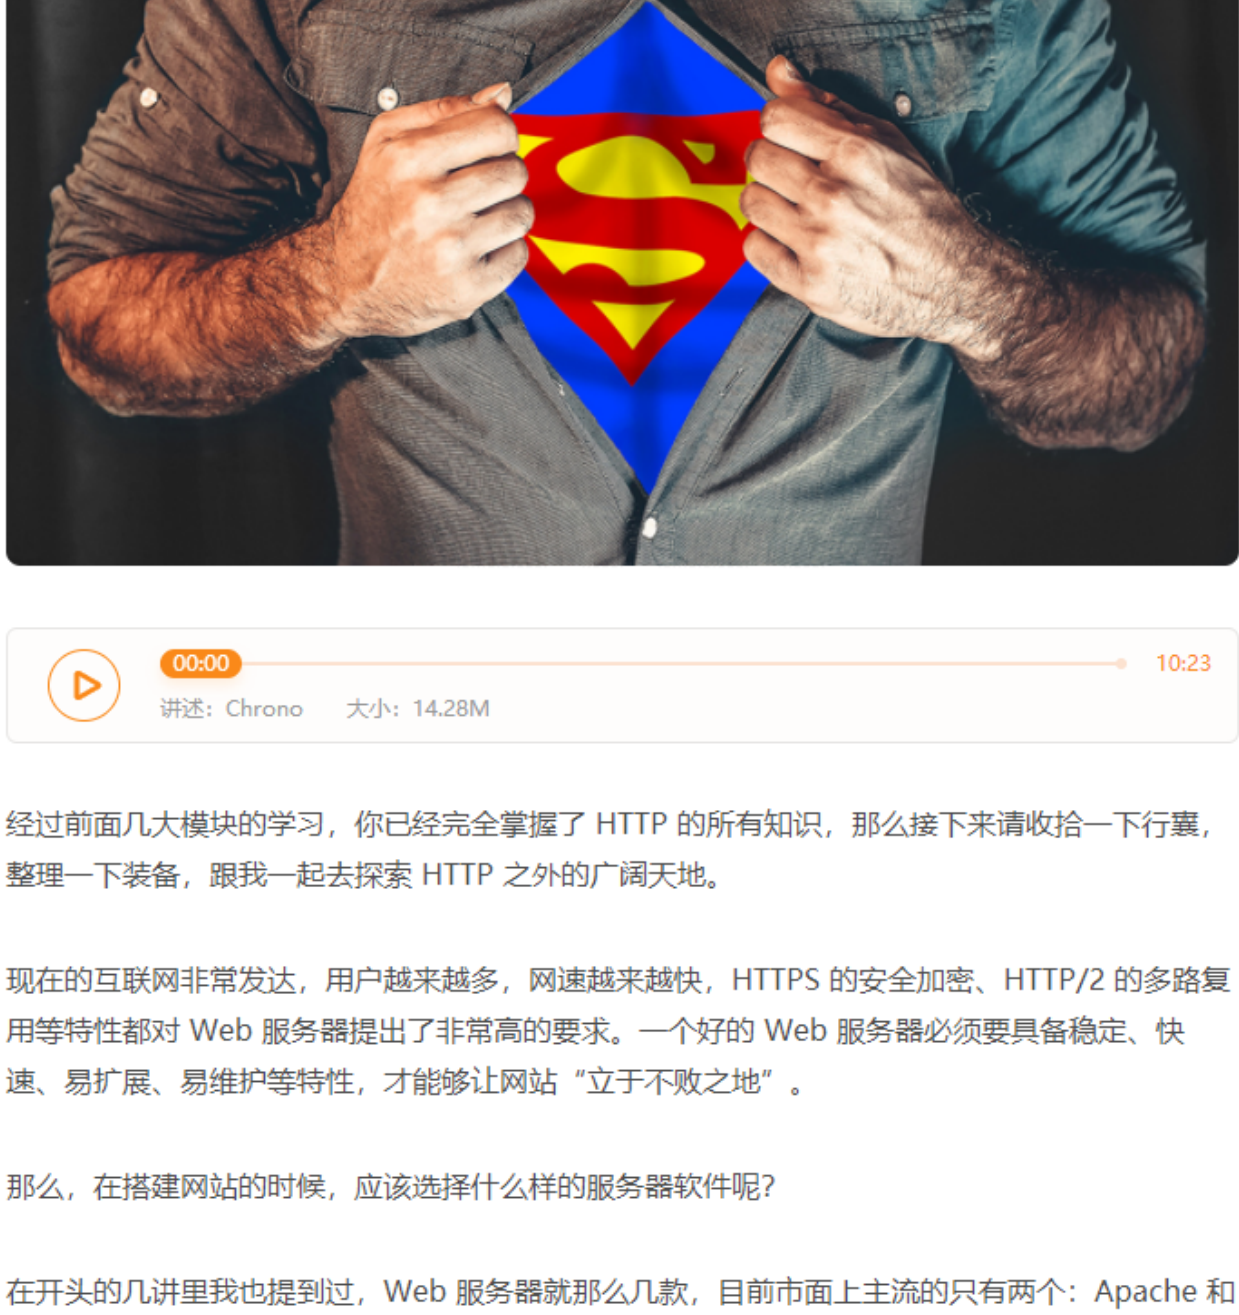 S
00:00
10:23
讲述：Chrono 大小：14.28M
经过前面几大模块的学习，你已经完全掌握了 HTTP 的所有知识，那么接下来请收拾一下行囊，
整理一下装备，跟我一起去探索 HTTP 之外的广阔天地。
现在的互联网非常发达，用户越来越多，网速越来越快，HTTPS 的安全加密、HTTP/2 的多路复
用等特性都对 Web 服务器提出了非常高的要求。一个好的 Web 服务器必须要具备稳定、快
速、易扩展、易维护等特性，才能够让网站“立于不败之地”。
那么，在搭建网站的时候，应该选择什么样的服务器软件呢？
在开头的几讲里我也提到过，Web 服务器就那么几款，目前市面上主流的只有两个：Apache 和